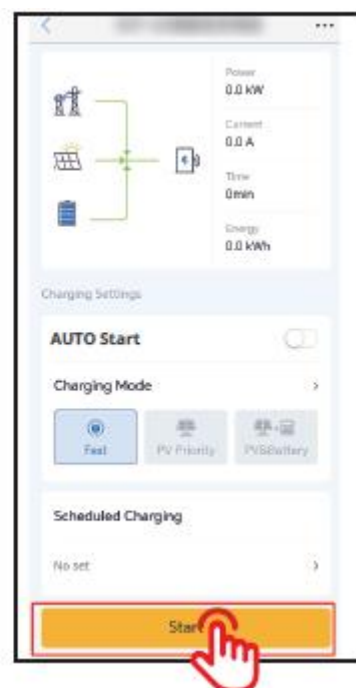 Power
0.0 kW
Current
0.0 A
Time
0min
Energy
0.0 kWh
Charging Settings
AUTO Start
Charging Mode
Fast
PV Priority
PV&Battery
Scheduled Charging
No set
Start